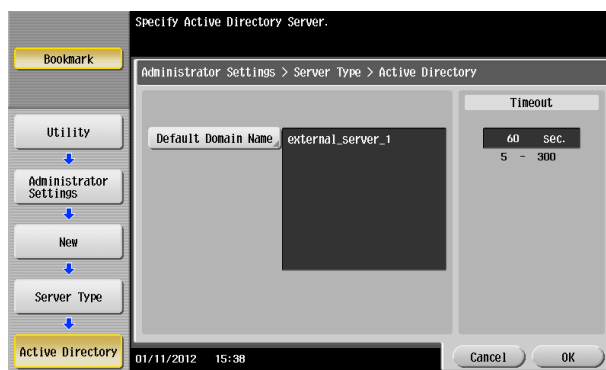 Specify Active Directory Server.
Bookmark
Administrator Settings > Server Type > Active Directory
Timeout
Utility
Default Domain Name
external_server_1
60 sec.
5 - 300
Administrator
Settings
New
Server Type
Active Directory
01/11/2012 15:38
Cancel
OK